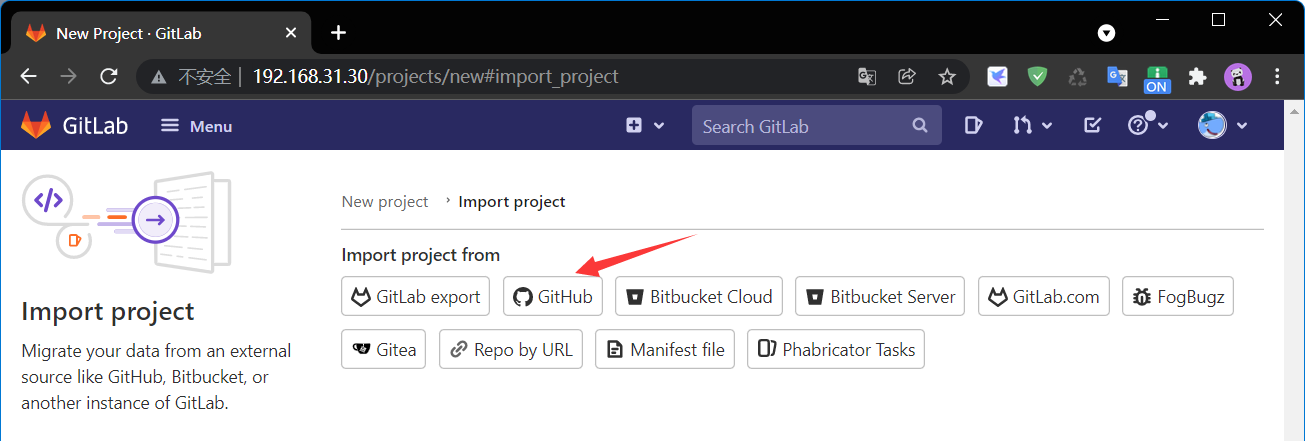 New Project · GitLab
不安全 | 192.168.31.30/projects/new#import_project
ON
GitLab Menu Search GitLab
New project › Import project
Import project from
GitLab export GitHub Bitbucket Cloud Bitbucket Server GitLab.com FogBugz
Gitea Repo by URL Manifest file Phabricator Tasks
Import project
Migrate your data from an external
source like GitHub, Bitbucket, or
another instance of GitLab.